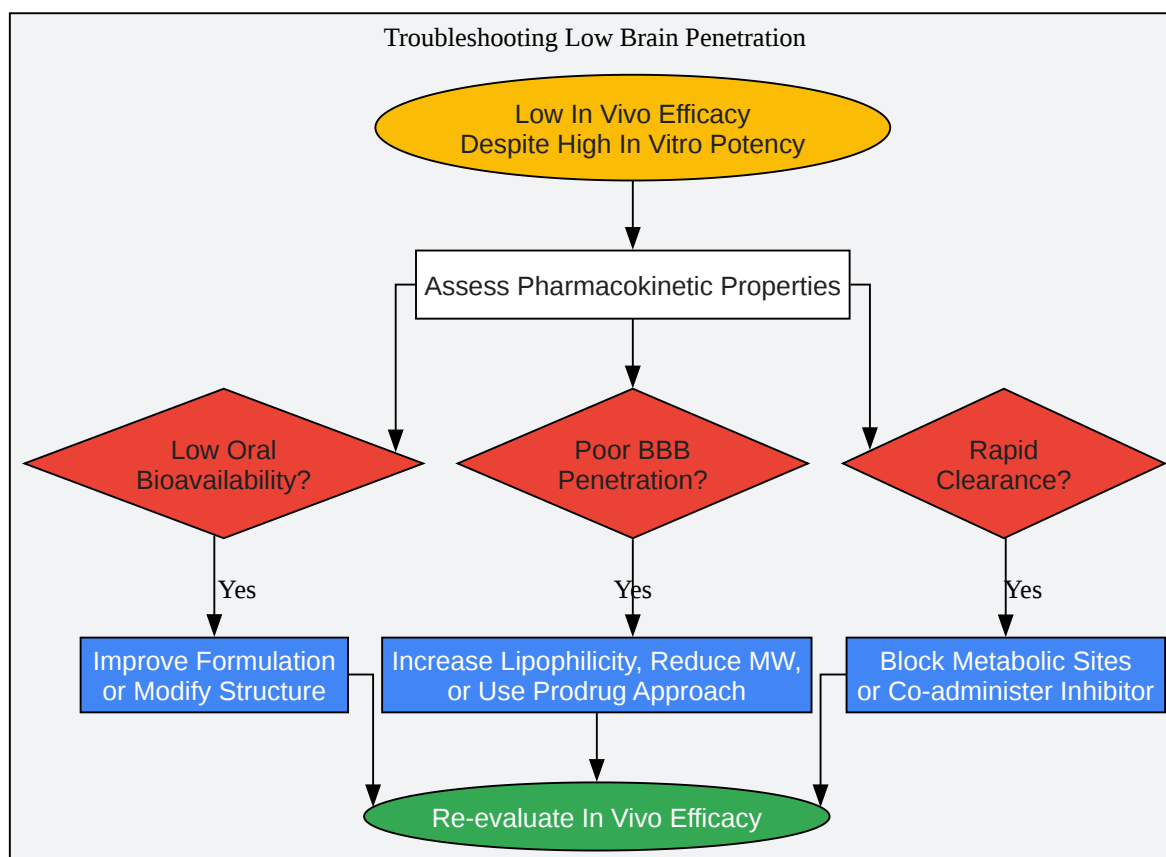 Troubleshooting Low Brain Penetration
Low In Vivo Efficacy
Despite High In Vitro Potency
Assess Pharmacokinetic Properties
Low Oral
Bioavailability?
Poor BBB
Penetration?
Rapid
Clearance?
Yes
Yes
Yes
Improve Formulation
or Modify Structure
Increase Lipophilicity, Reduce MW,
or Use Prodrug Approach
Block Metabolic Sites
or Co-administer Inhibitor
Re-evaluate In Vivo Efficacy